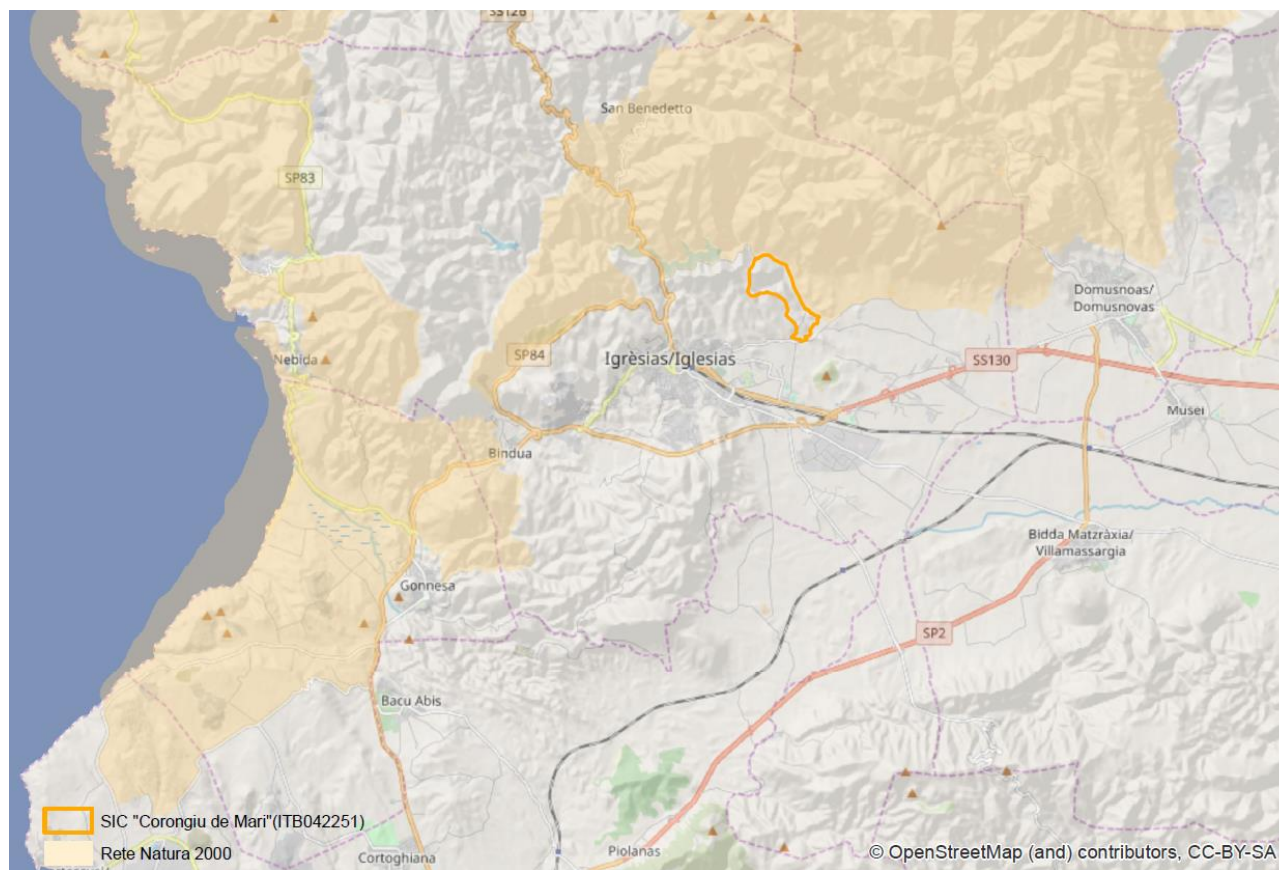 SS126
San Benedetto
SP83
Domusnoas/
Domusnovas
Nebida
SP84
Igrèsias/Iglesias
SS130
Musei
Bindua
Bidda Matzràxia/
Villamassargia
Gonnesa
SP2
Bacu Abis
SIC "Corongiu de Mari"(ITB042251)
Rete Natura 2000
Cortoghiana
Piolanas
© OpenStreetMap (and) contributors, CC-BY-SA